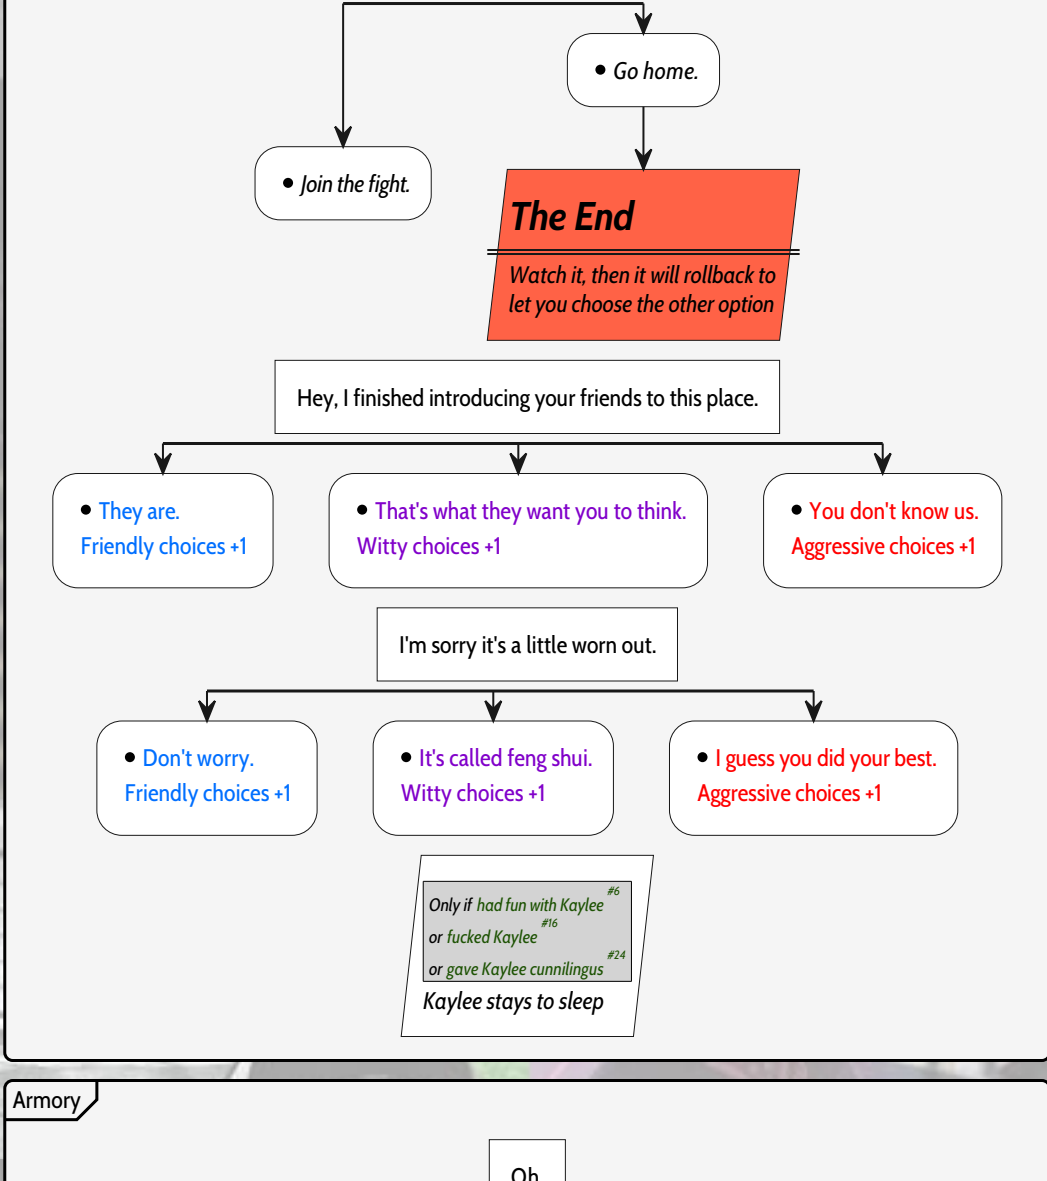 • Go home.
• Join the fight.
The End
Watch it, then it will rollback to
let you choose the other option
Hey, I finished introducing your friends to this place.
• They are.
Friendly choices +1
• That's what they want you to think.
Witty choices +1
• You don't know us.
Aggressive choices +1
I'm sorry it's a little worn out.
• Don't worry.
Friendly choices +1
• It's called feng shui.
Witty choices +1
• I guess you did your best.
Aggressive choices +1
Only if had fun with Kaylee #6
or fucked Kaylee #16
or gave Kaylee cunnilingus #24
Kaylee stays to sleep
Armory
Oh